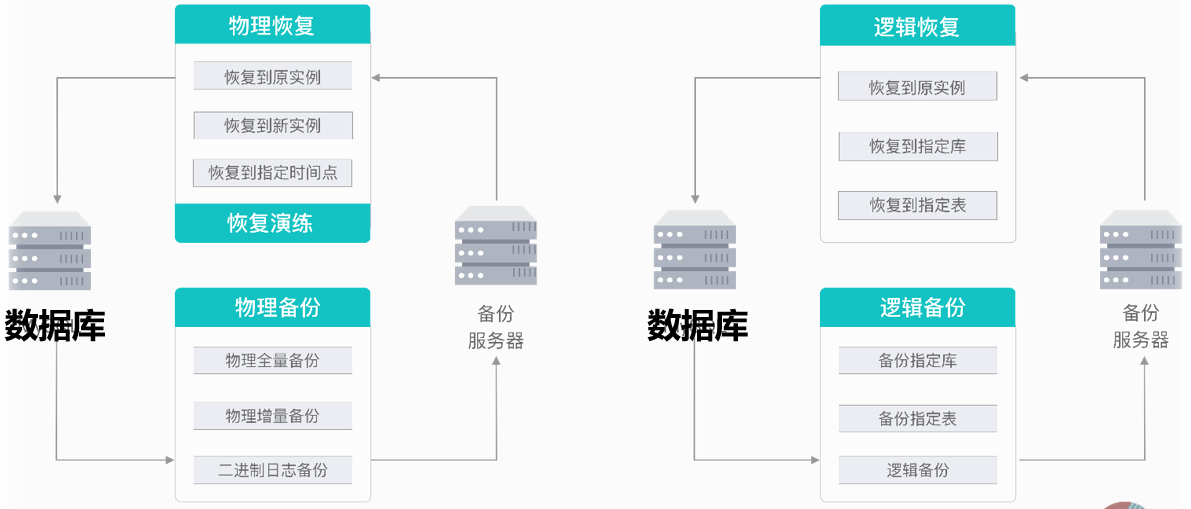 物理恢复
恢复到原实例
恢复到新实例
恢复到指定时间点
恢复演练
数据库
备份
服务器
物理备份
物理全量备份
物理增量备份
二进制日志备份
逻辑恢复
恢复到原实例
恢复到指定库
恢复到指定表
数据库
备份
服务器
逻辑备份
备份指定库
备份指定表
逻辑备份